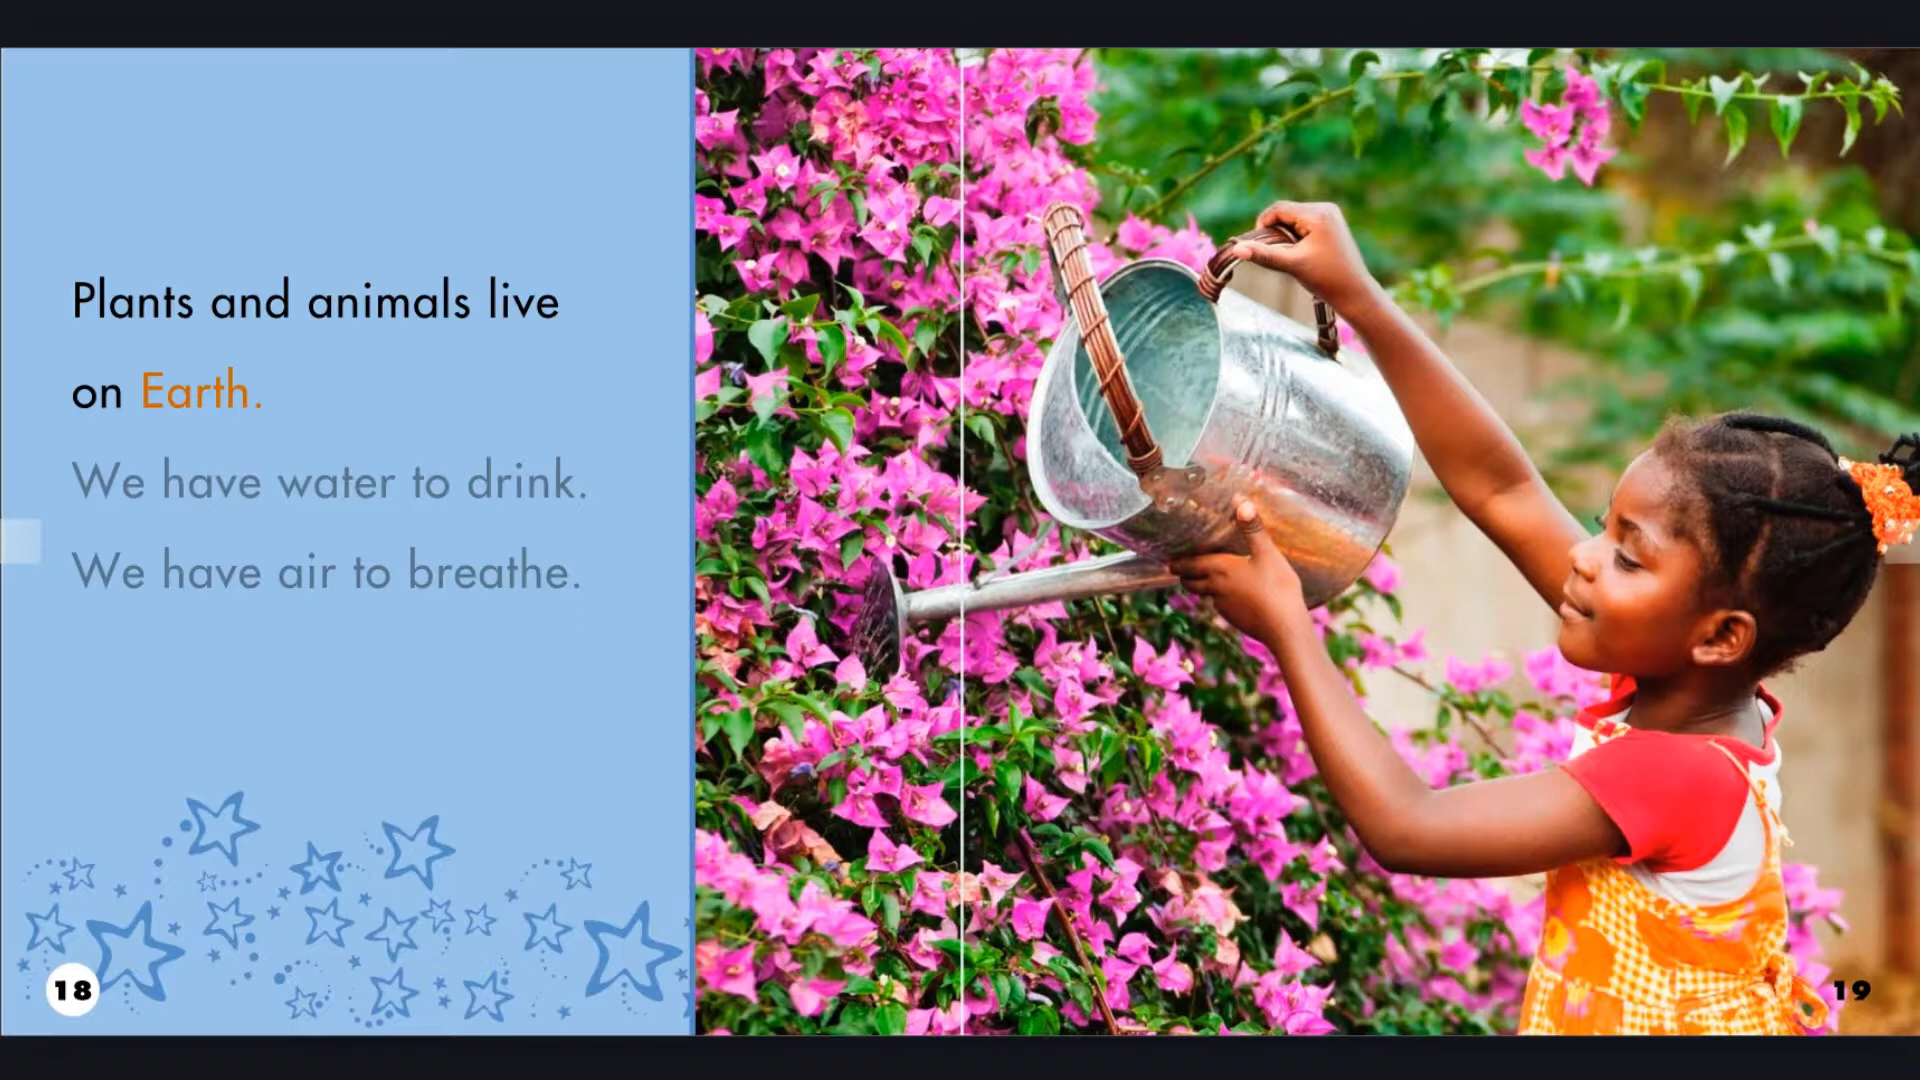 Plants and animals live
on Earth.
We have water to drink.
We have air to breathe.
18
19